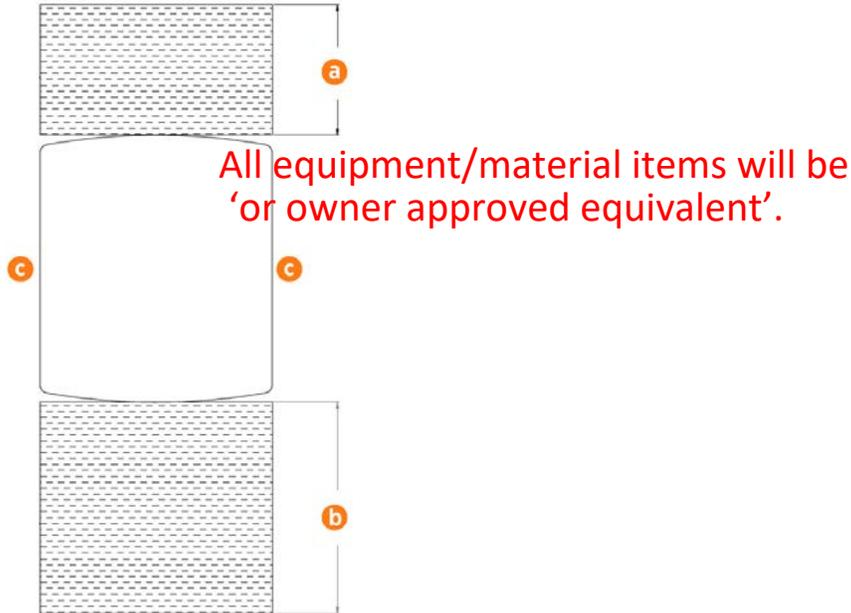 a
All equipment/material items will be
‘or owner approved equivalent’.
c c
b